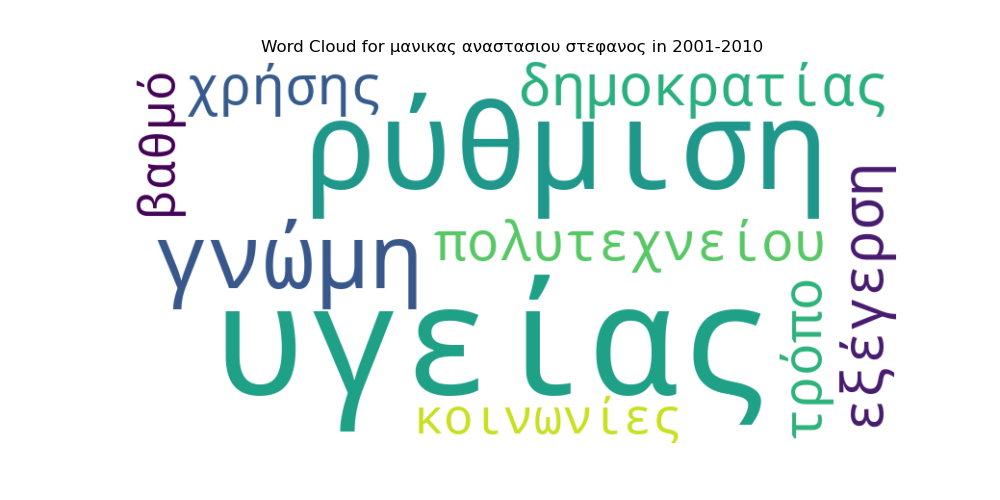 Word Cloud for μανικας αναστασιου στεφανος in 2001-2010
βαθμό
χρήσης
δημοκρατίας
ρύθμιση
γνώμη
πολυτεχνείου
εξέγερση
υγείας
τρόπο
κοινωνίες